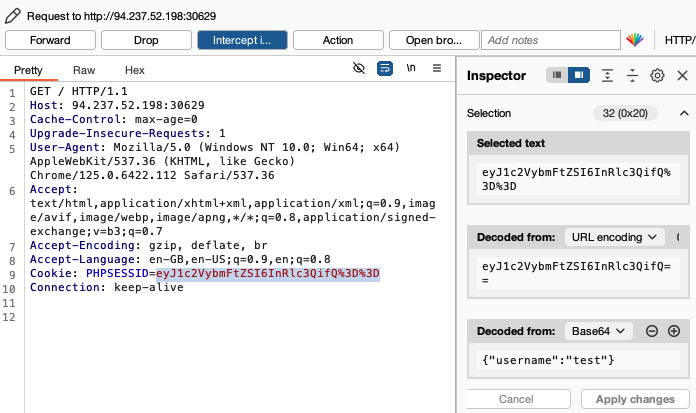 Request to http://94.237.52.198:30629
Forward Drop Intercept i... Action Open bro... Add notes HTTP/
Pretty Raw Hex \n
1 GET / HTTP/1.1
2 Host: 94.237.52.198:30629
3 Cache-Control: max-age=0
4 Upgrade-Insecure-Requests: 1
5 User-Agent: Mozilla/5.0 (Windows NT 10.0; Win64; x64)
AppleWebKit/537.36 (KHTML, like Gecko)
Chrome/125.0.6422.112 Safari/537.36
6 Accept:
text/html,application/xhtml+xml,application/xml;q=0.9,imag
e/avif,image/webp,image/apng,*/*;q=0.8,application/signed-
exchange;v=b3;q=0.7
7 Accept-Encoding: gzip, deflate, br
8 Accept-Language: en-GB,en-US;q=0.9,en;q=0.8
9 Cookie: PHPSESSID=eyJ1c2VybmFtZSI6InRlc3QifQ%3D%3D
10 Connection: keep-alive
11
12
Inspector
Selection 32 (0x20)
Selected text
eyJ1c2VybmFtZSI6InRlc3QifQ%
3D%3D
Decoded from: URL encoding
eyJ1c2VybmFtZSI6InRlc3QifQ=
=
Decoded from: Base64
{"username":"test"}
Cancel Apply changes